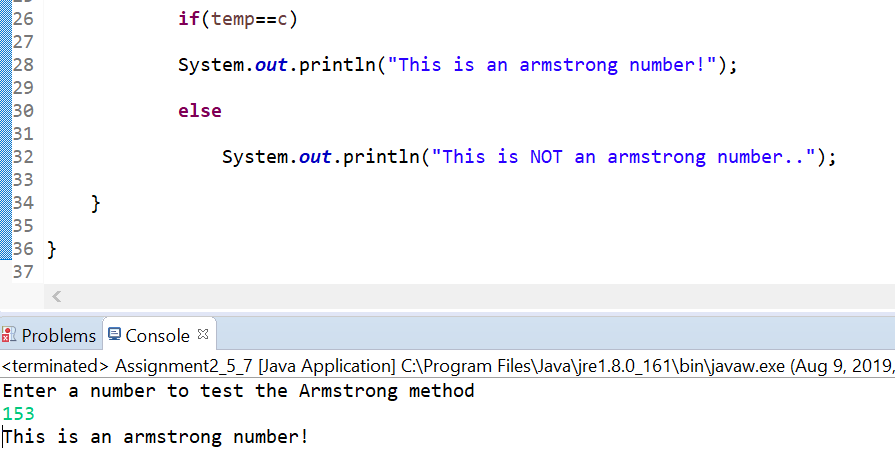 26 if(temp==c)
27
28 System.out.println("This is an armstrong number!");
29
30 else
31
32 System.out.println("This is NOT an armstrong number..");
33
34 }
35
36 }
37
Problems Console
<terminated> Assignment2_5_7 [Java Application] C:\Program Files\Java\jre1.8.0_161\bin\javaw.exe (Aug 9, 2019,
Enter a number to test the Armstrong method
153
This is an armstrong number!